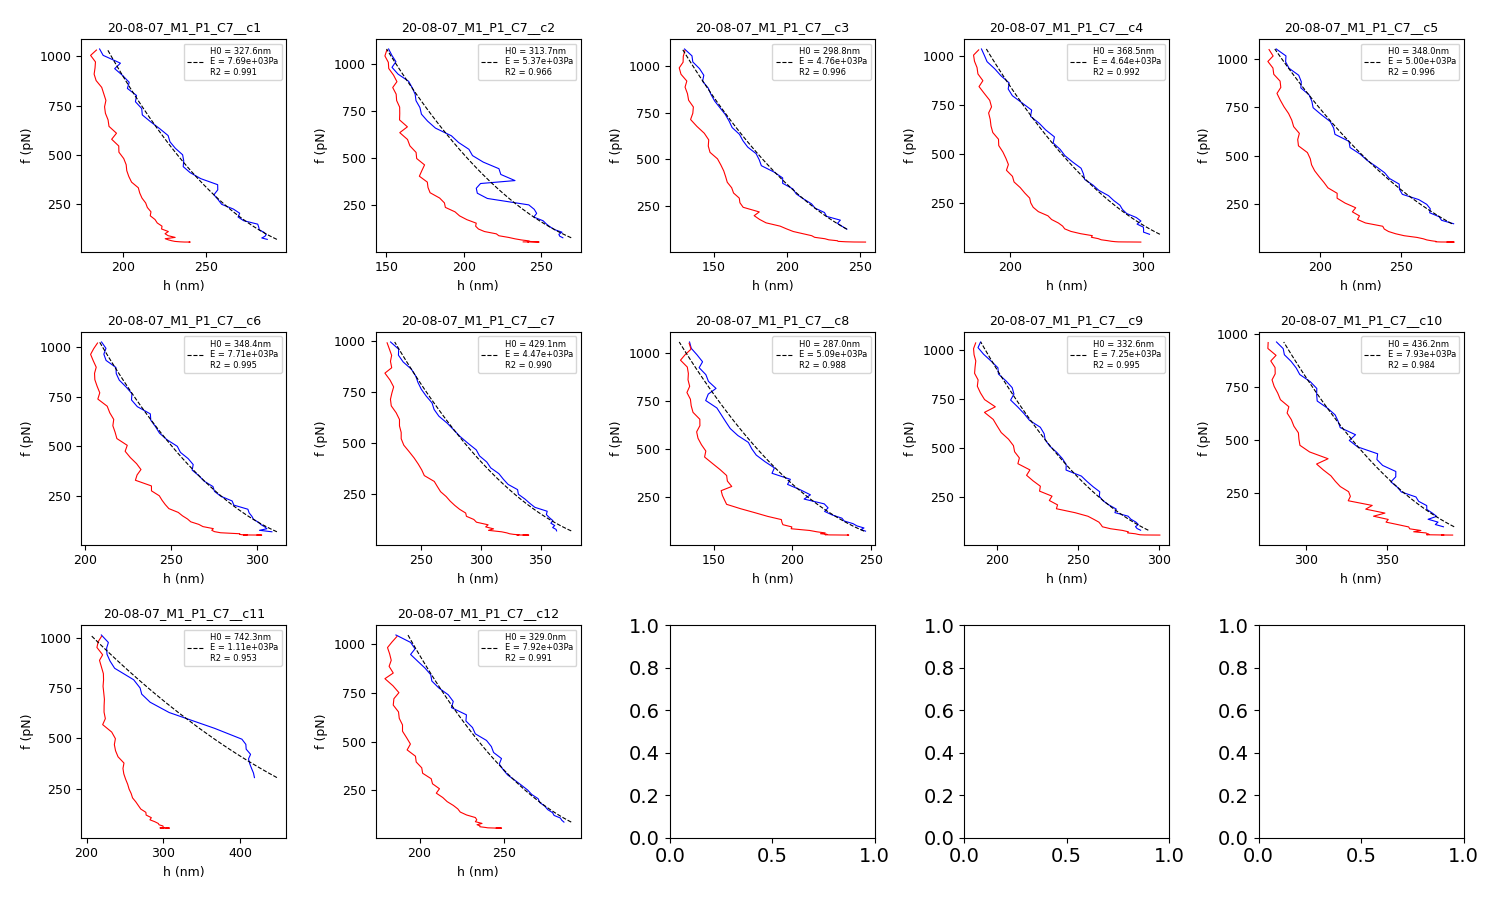 20-08-07_M1_P1_C7__c1
H0 = 327.6nm
E = 7.69e+03Pa
R2 = 0.991
1000
750
500
250
f (pN)
200 250
h (nm)
20-08-07_M1_P1_C7__c2
H0 = 313.7nm
E = 5.37e+03Pa
R2 = 0.966
1000
750
500
250
f (pN)
150 200 250
h (nm)
20-08-07_M1_P1_C7__c3
H0 = 298.8nm
E = 4.76e+03Pa
R2 = 0.996
1000
750
500
250
f (pN)
150 200 250
h (nm)
20-08-07_M1_P1_C7__c4
H0 = 368.5nm
E = 4.64e+03Pa
R2 = 0.992
1000
750
500
250
f (pN)
200 300
h (nm)
20-08-07_M1_P1_C7__c5
H0 = 348.0nm
E = 5.00e+03Pa
R2 = 0.996
1000
750
500
250
f (pN)
200 250
h (nm)
20-08-07_M1_P1_C7__c6
H0 = 348.4nm
E = 7.71e+03Pa
R2 = 0.995
1000
750
500
250
f (pN)
200 250 300
h (nm)
20-08-07_M1_P1_C7__c7
H0 = 429.1nm
E = 4.47e+03Pa
R2 = 0.990
1000
750
500
250
f (pN)
250 300 350
h (nm)
20-08-07_M1_P1_C7__c8
H0 = 287.0nm
E = 5.09e+03Pa
R2 = 0.988
1000
750
500
250
f (pN)
150 200 250
h (nm)
20-08-07_M1_P1_C7__c9
H0 = 332.6nm
E = 7.25e+03Pa
R2 = 0.995
1000
750
500
250
f (pN)
200 250 300
h (nm)
20-08-07_M1_P1_C7__c10
H0 = 436.2nm
E = 7.93e+03Pa
R2 = 0.984
1000
750
500
250
f (pN)
300 350
h (nm)
20-08-07_M1_P1_C7__c11
H0 = 742.3nm
E = 1.11e+03Pa
R2 = 0.953
1000
750
500
250
f (pN)
200 300 400
h (nm)
20-08-07_M1_P1_C7__c12
H0 = 329.0nm
E = 7.92e+03Pa
R2 = 0.991
1000
750
500
250
f (pN)
200 250
h (nm)
1.0
0.8
0.6
0.4
0.2
0.0
0.0 0.5 1.0
1.0
0.8
0.6
0.4
0.2
0.0
0.0 0.5 1.0
1.0
0.8
0.6
0.4
0.2
0.0
0.0 0.5 1.0